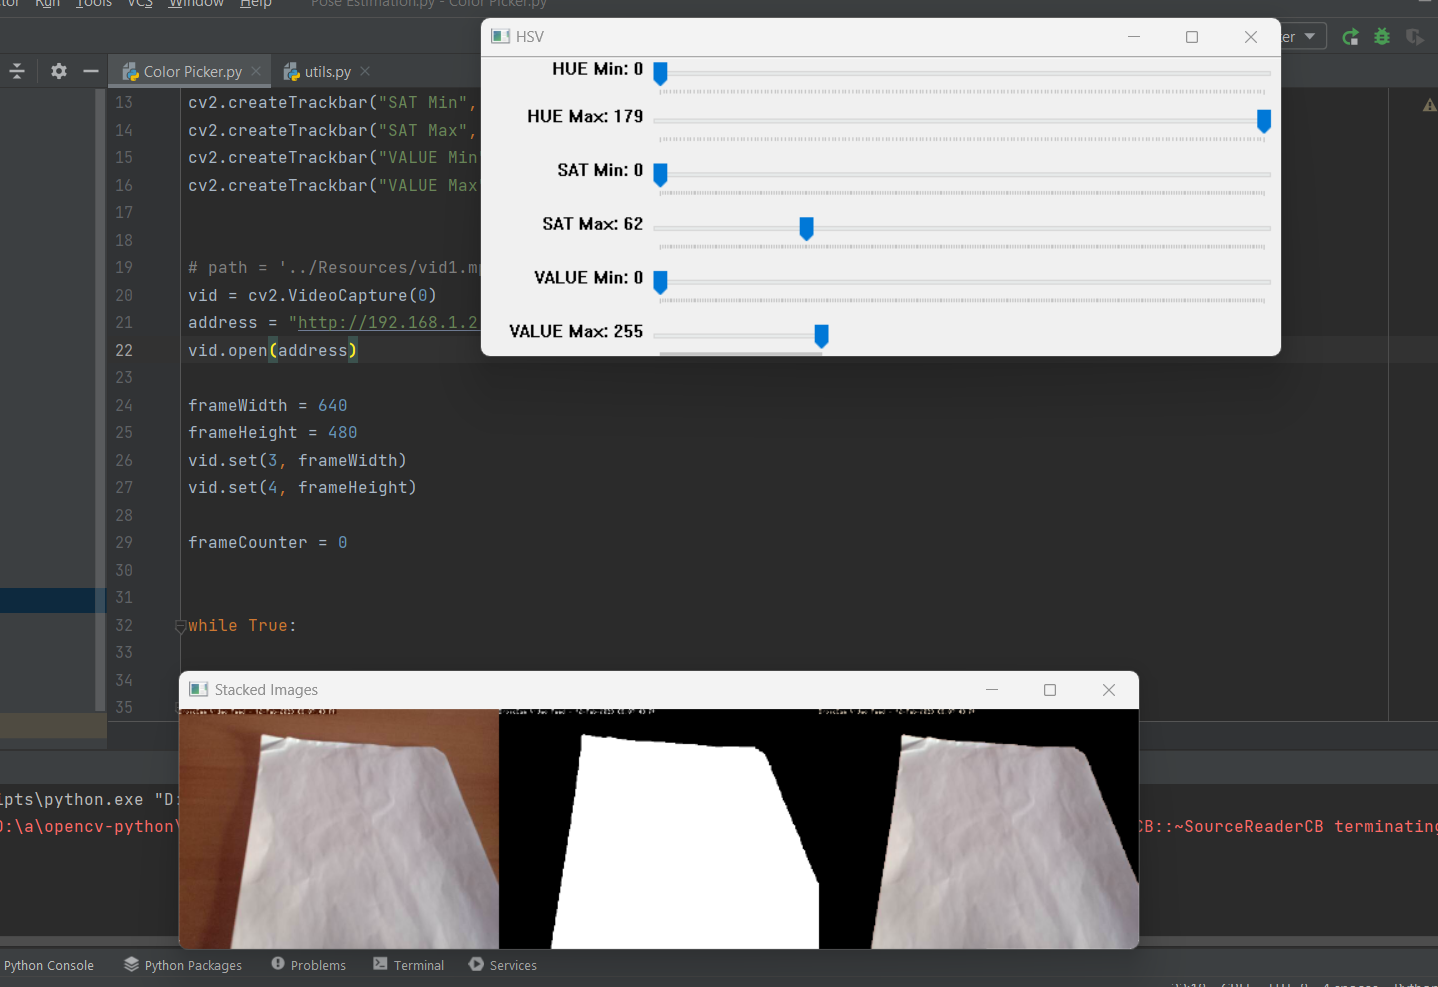 Run Tools VCS Window Help Pose Estimation.py - Color Picker.py
HSV
Color Picker.py utils.py
HUE Min: 0
HUE Max: 179
SAT Min: 0
SAT Max: 62
VALUE Min: 0
VALUE Max: 255
13 cv2.createTrackbar("SAT Min",
14 cv2.createTrackbar("SAT Max",
15 cv2.createTrackbar("VALUE Min
16 cv2.createTrackbar("VALUE Max
17
18
19 # path = '../Resources/vid1.mp
20 vid = cv2.VideoCapture(0)
21 address = "http://192.168.1.2
22 vid.open(address)
23
24 frameWidth = 640
25 frameHeight = 480
26 vid.set(3, frameWidth)
27 vid.set(4, frameHeight)
28
29 frameCounter = 0
30
31
32 while True:
33
34
35
Stacked Images
ipts\python.exe "D:
D:\a\opencv-python\
CB::~SourceReaderCB terminating
Python Console Python Packages Problems Terminal Services